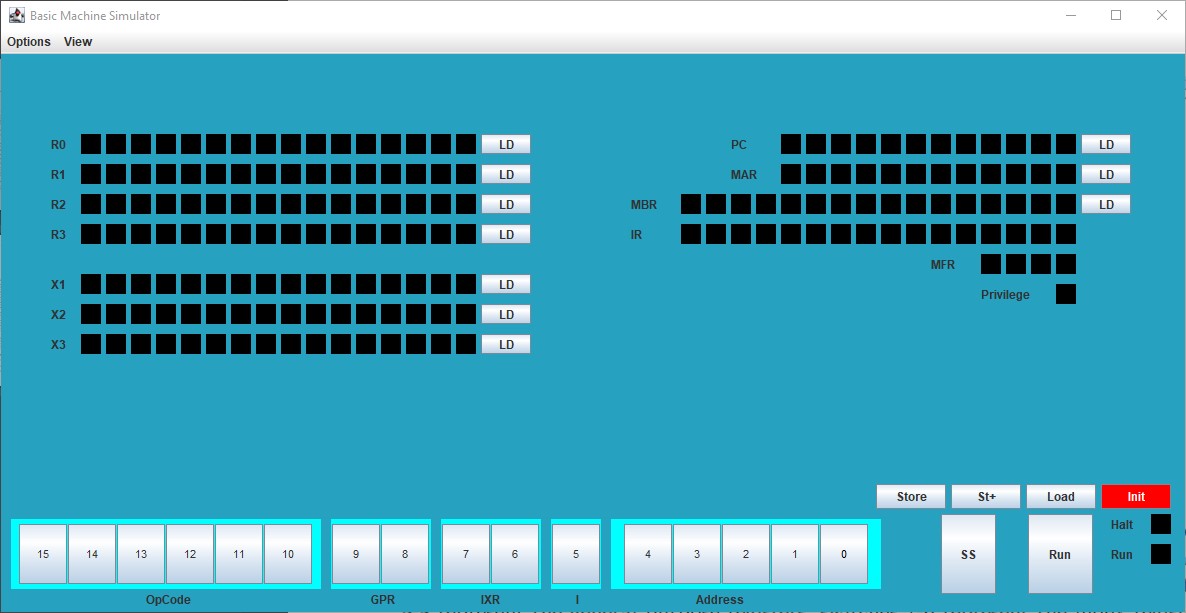 Basic Machine Simulator
Options View
R0 LD PC LD
R1 LD MAR LD
R2 LD MBR LD
R3 LD IR
MFR
X1 LD Privilege
X2 LD
X3 LD
Store St+ Load Init
15 14 13 12 11 10 9 8 7 6 5 4 3 2 1 0 SS Run Halt
Run
OpCode GPR IXR I Address